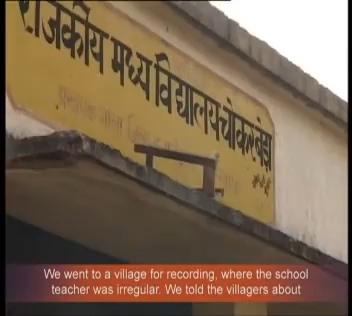 राजकीय मध्य विद्यालय चोकरबेड़ा
We went to a village for recording, where the school
teacher was irregular. We told the villagers about